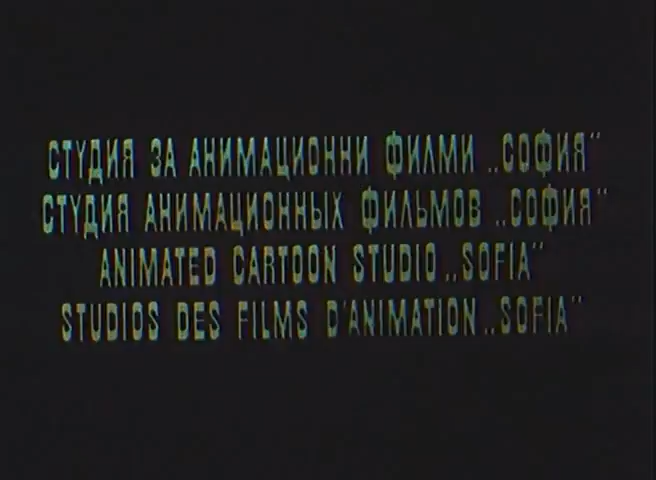 СТУДИЯ ЗА АНИМАЦИОННИ ФИЛМИ „СОФИЯ“
СТУДИЯ АНИМАЦИОННЫХ ФИЛЬМОВ „СОФИЯ“
ANIMATED CARTOON STUDIO „SOFIA“
STUDIOS DES FILMS D'ANIMATION „SOFIA“